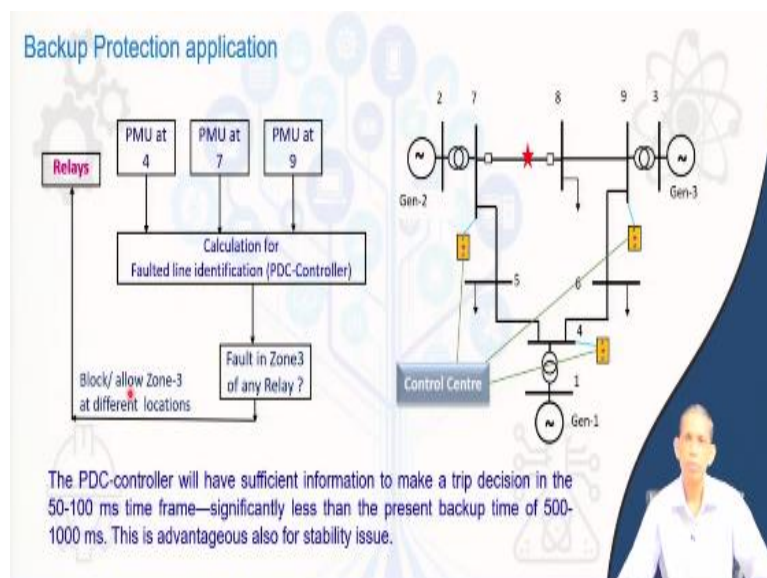 Backup Protection application
Relays
PMU at
4
PMU at
7
PMU at
9
Calculation for
Faulted line identification (PDC-Controller)
Fault in Zone3
of any Relay ?
Block/ allow Zone-3
at different locations
2
7
8
9
3
~
Gen-2
~
Gen-3
5
6
4
Control Centre
1
~
Gen-1
The PDC-controller will have sufficient information to make a trip decision in the
50-100 ms time frame—significantly less than the present backup time of 500-
1000 ms. This is advantageous also for stability issue.